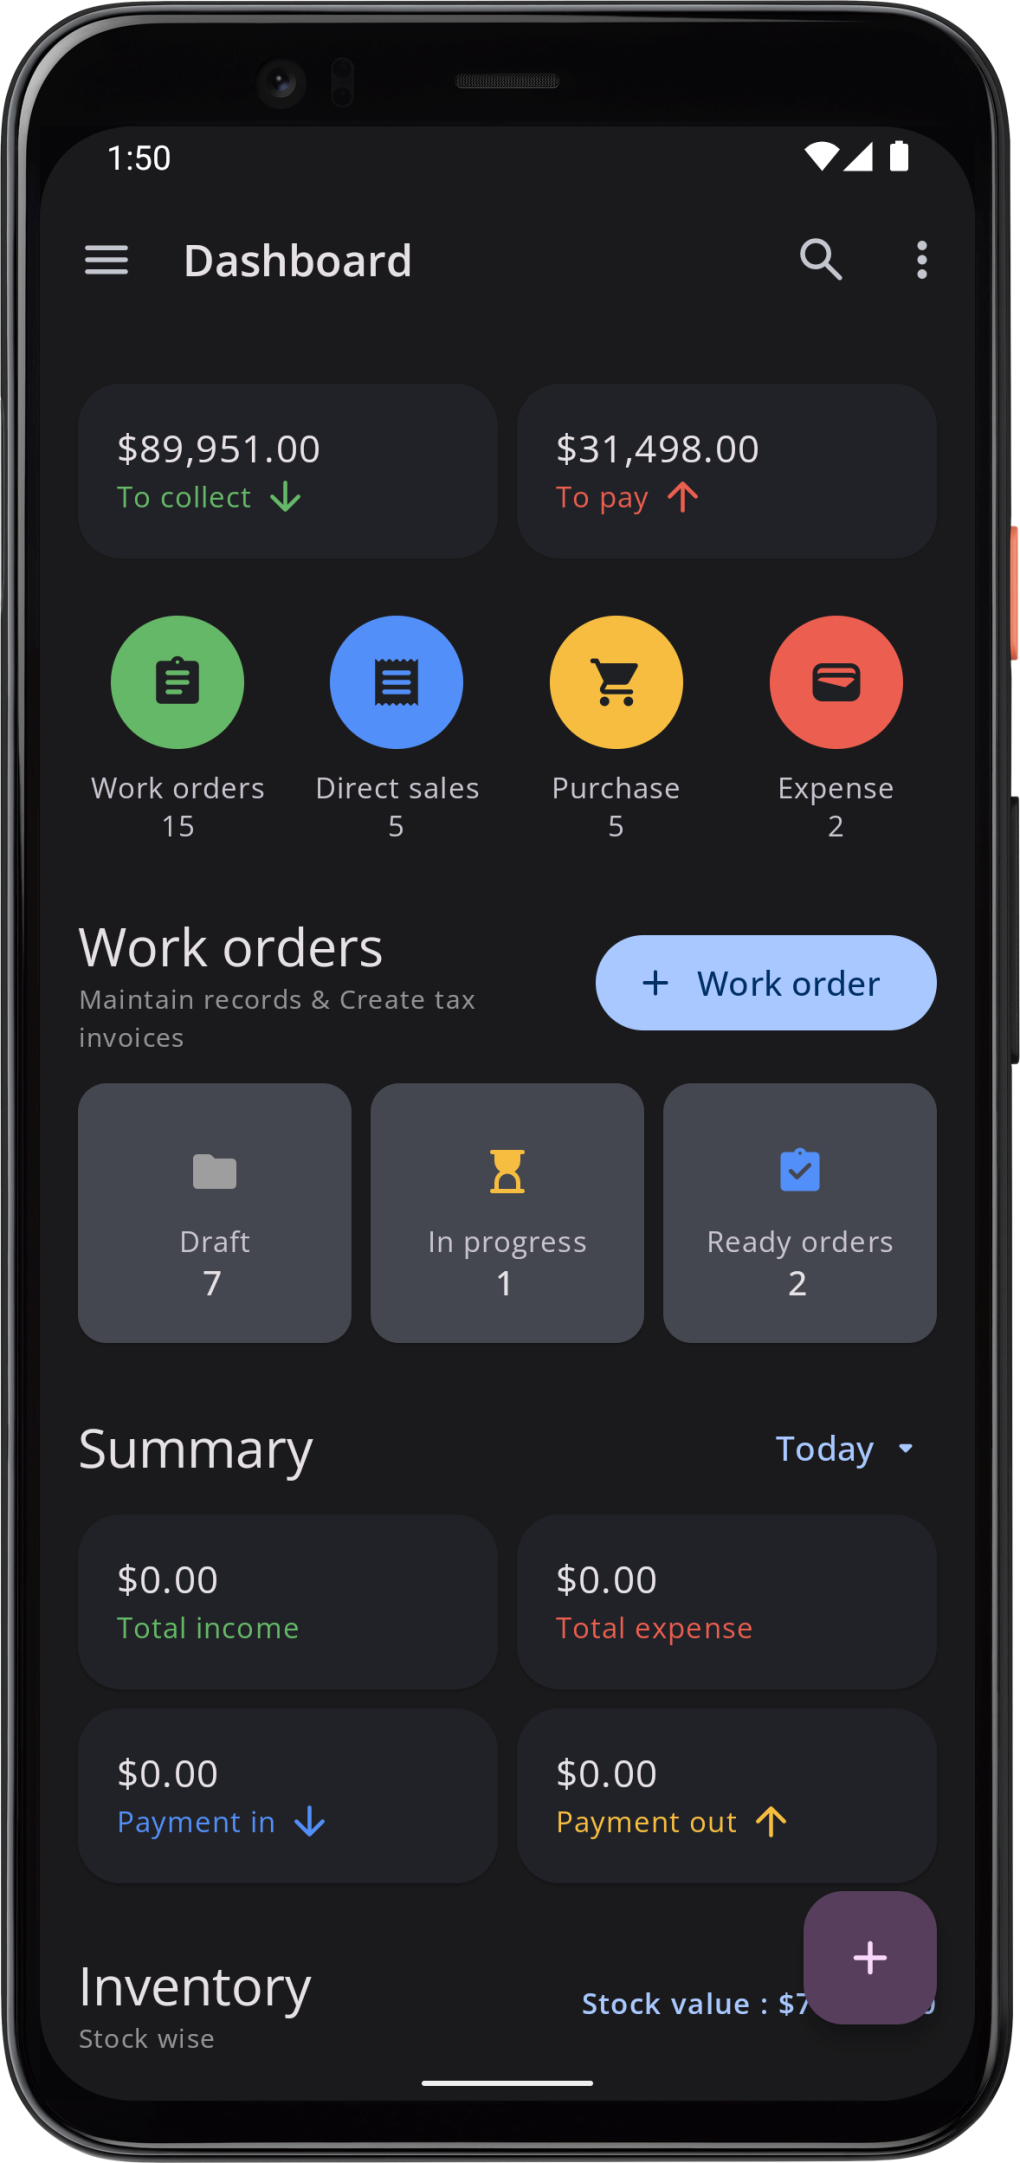 1:50
Dashboard
$89,951.00
To collect
$31,498.00
To pay
Work orders
15
Direct sales
5
Purchase
5
Expense
2
Work orders
Maintain records & Create tax
invoices
+ Work order
Draft
7
In progress
1
Ready orders
2
Summary
Today
$0.00
Total income
$0.00
Total expense
$0.00
Payment in
$0.00
Payment out
Inventory
Stock value :
Stock wise